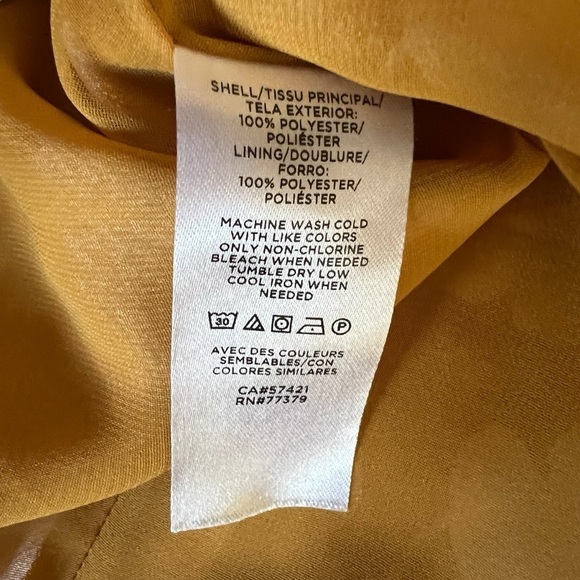 SHELL/TISSU PRINCIPAL/
TELA EXTERIOR:
100% POLYESTER/
POLIÉSTER
LINING/DOUBLURE/
FORRO:
100% POLYESTER/
POLIÉSTER
MACHINE WASH COLD
WITH LIKE COLORS
ONLY NON-CHLORINE
BLEACH WHEN NEEDED
TUMBLE DRY LOW
COOL IRON WHEN
NEEDED
30 P
AVEC DES COULEURS
SEMBLABLES/CON
COLORES SIMILARES
CA#57421
RN#77379